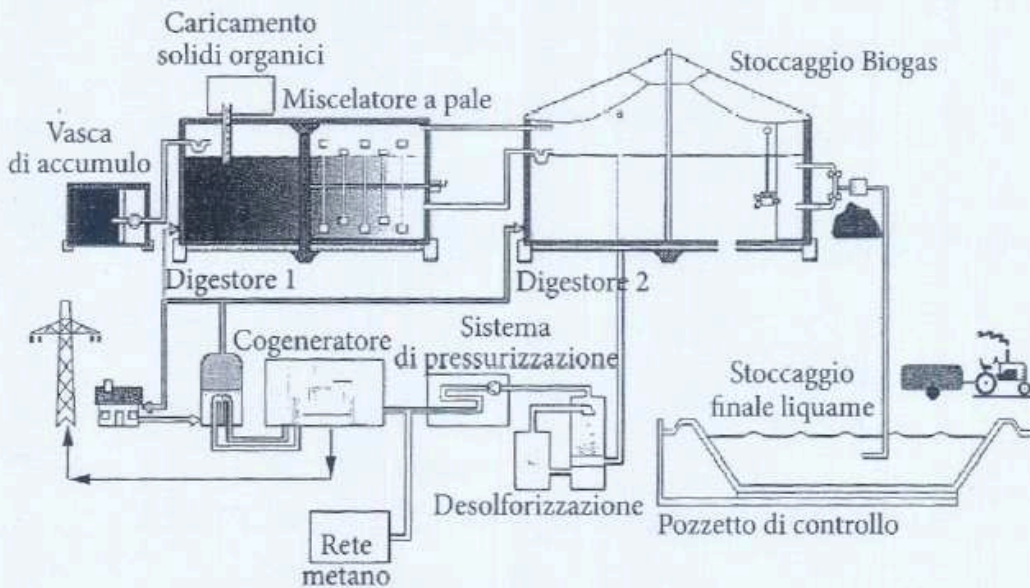 Caricamento
solidi organici
Miscelatore a pale
Stoccaggio Biogas
Vasca
di accumulo
Digestore 1
Digestore 2
Cogeneratore
Sistema
di pressurizzazione
Stoccaggio
finale liquame
Desolforizzazione
Pozzetto di controllo
Rete
metano